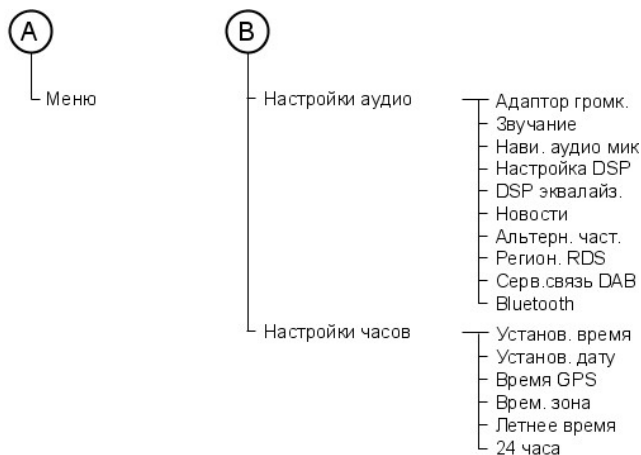 A
Меню
B
Настройки аудио
Адаптор громк.
Звучание
Нави. аудио мик
Настройка DSP
DSP эквалайз.
Новости
Альтерн. част.
Регион. RDS
Серв.связь DAB
Bluetooth
Настройки часов
Установ. время
Установ. дату
Время GPS
Врем. зона
Летнее время
24 часа